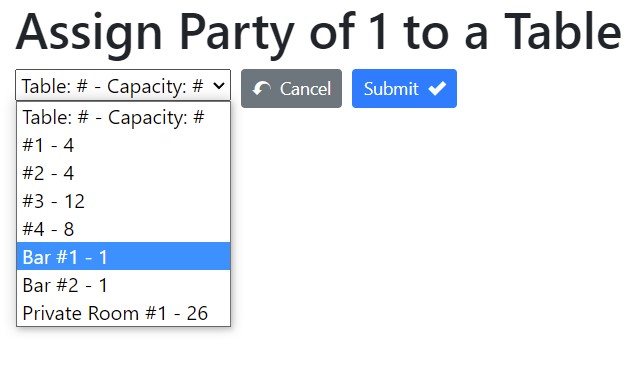 Assign Party of 1 to a Table
Table: # - Capacity: # Cancel Submit
Table: # - Capacity: #
#1 - 4
#2 - 4
#3 - 12
#4 - 8
Bar #1 - 1
Bar #2 - 1
Private Room #1 - 26